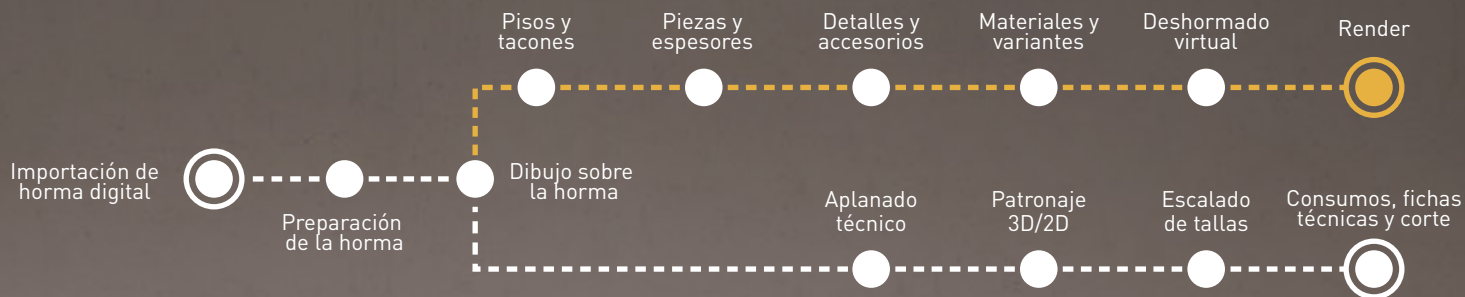 Pisos y
tacones
Piezas y
espesores
Detalles y
accesorios
Materiales y
variantes
Deshormado
virtual
Render
Importación de
horma digital
Preparación
de la horma
Dibujo sobre
la horma
Aplanado
técnico
Patronaje
3D/2D
Escalado
de tallas
Consumos, fichas
técnicas y corte